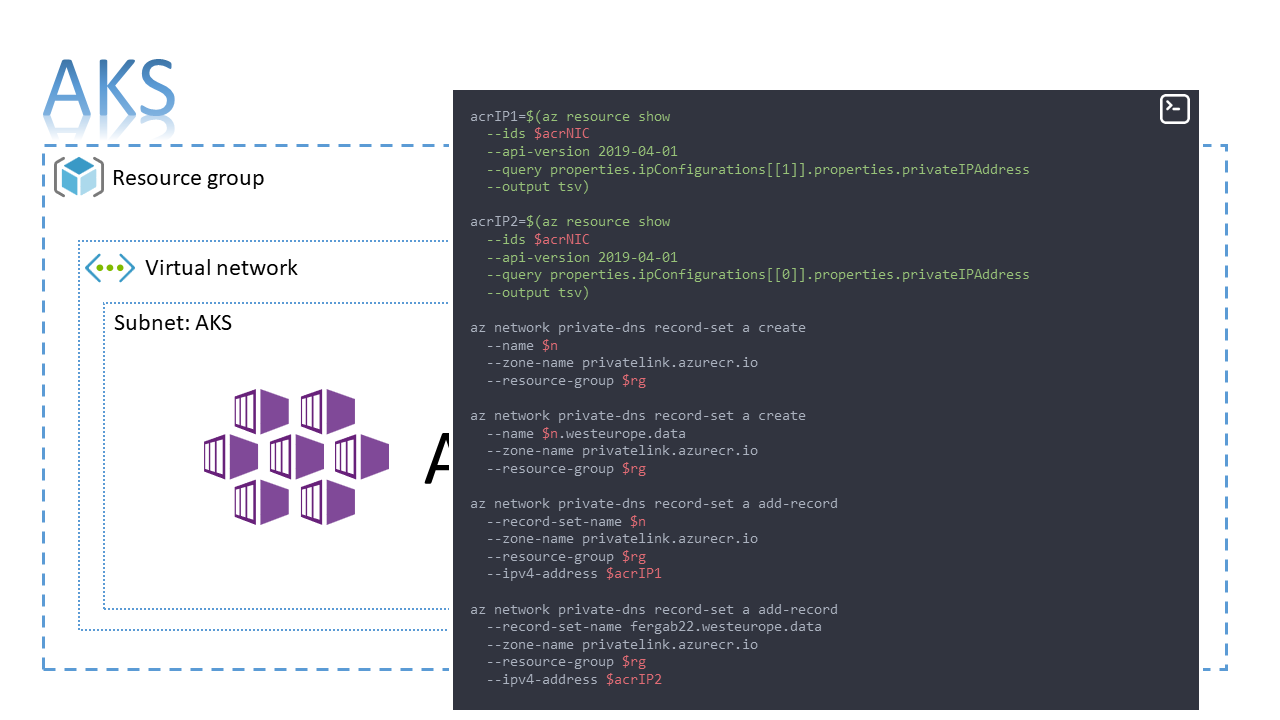 AKS
Resource group
Virtual network
Subnet: AKS
A
acrIP1=$(az resource show
  --ids $acrNIC
  --api-version 2019-04-01
  --query properties.ipConfigurations[[1]].properties.privateIPAddress
  --output tsv)
acrIP2=$(az resource show
  --ids $acrNIC
  --api-version 2019-04-01
  --query properties.ipConfigurations[[0]].properties.privateIPAddress
  --output tsv)
az network private-dns record-set a create
  --name $n
  --zone-name privatelink.azurecr.io
  --resource-group $rg
az network private-dns record-set a create
  --name $n.westeurope.data
  --zone-name privatelink.azurecr.io
  --resource-group $rg
az network private-dns record-set a add-record
  --record-set-name $n
  --zone-name privatelink.azurecr.io
  --resource-group $rg
  --ipv4-address $acrIP1
az network private-dns record-set a add-record
  --record-set-name fergab22.westeurope.data
  --zone-name privatelink.azurecr.io
  --resource-group $rg
  --ipv4-address $acrIP2